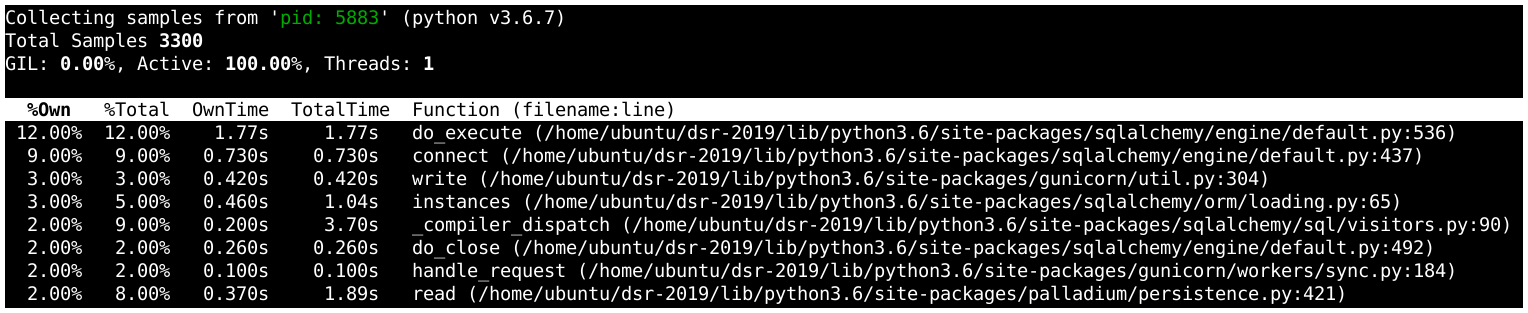 Collecting samples from 'pid: 5883' (python v3.6.7)
Total Samples 3300
GIL: 0.00%, Active: 100.00%, Threads: 1
%Own %Total OwnTime TotalTime Function (filename:line)
12.00% 12.00% 1.77s 1.77s do_execute (/home/ubuntu/dsr-2019/lib/python3.6/site-packages/sqlalchemy/engine/default.py:536)
9.00% 9.00% 0.730s 0.730s connect (/home/ubuntu/dsr-2019/lib/python3.6/site-packages/sqlalchemy/engine/default.py:437)
3.00% 3.00% 0.420s 0.420s write (/home/ubuntu/dsr-2019/lib/python3.6/site-packages/gunicorn/util.py:304)
3.00% 5.00% 0.460s 1.04s instances (/home/ubuntu/dsr-2019/lib/python3.6/site-packages/sqlalchemy/orm/loading.py:65)
2.00% 9.00% 0.200s 3.70s _compiler_dispatch (/home/ubuntu/dsr-2019/lib/python3.6/site-packages/sqlalchemy/sql/visitors.py:90)
2.00% 2.00% 0.260s 0.260s do_close (/home/ubuntu/dsr-2019/lib/python3.6/site-packages/sqlalchemy/engine/default.py:492)
2.00% 2.00% 0.100s 0.100s handle_request (/home/ubuntu/dsr-2019/lib/python3.6/site-packages/gunicorn/workers/sync.py:184)
2.00% 8.00% 0.370s 1.89s read (/home/ubuntu/dsr-2019/lib/python3.6/site-packages/palladium/persistence.py:421)